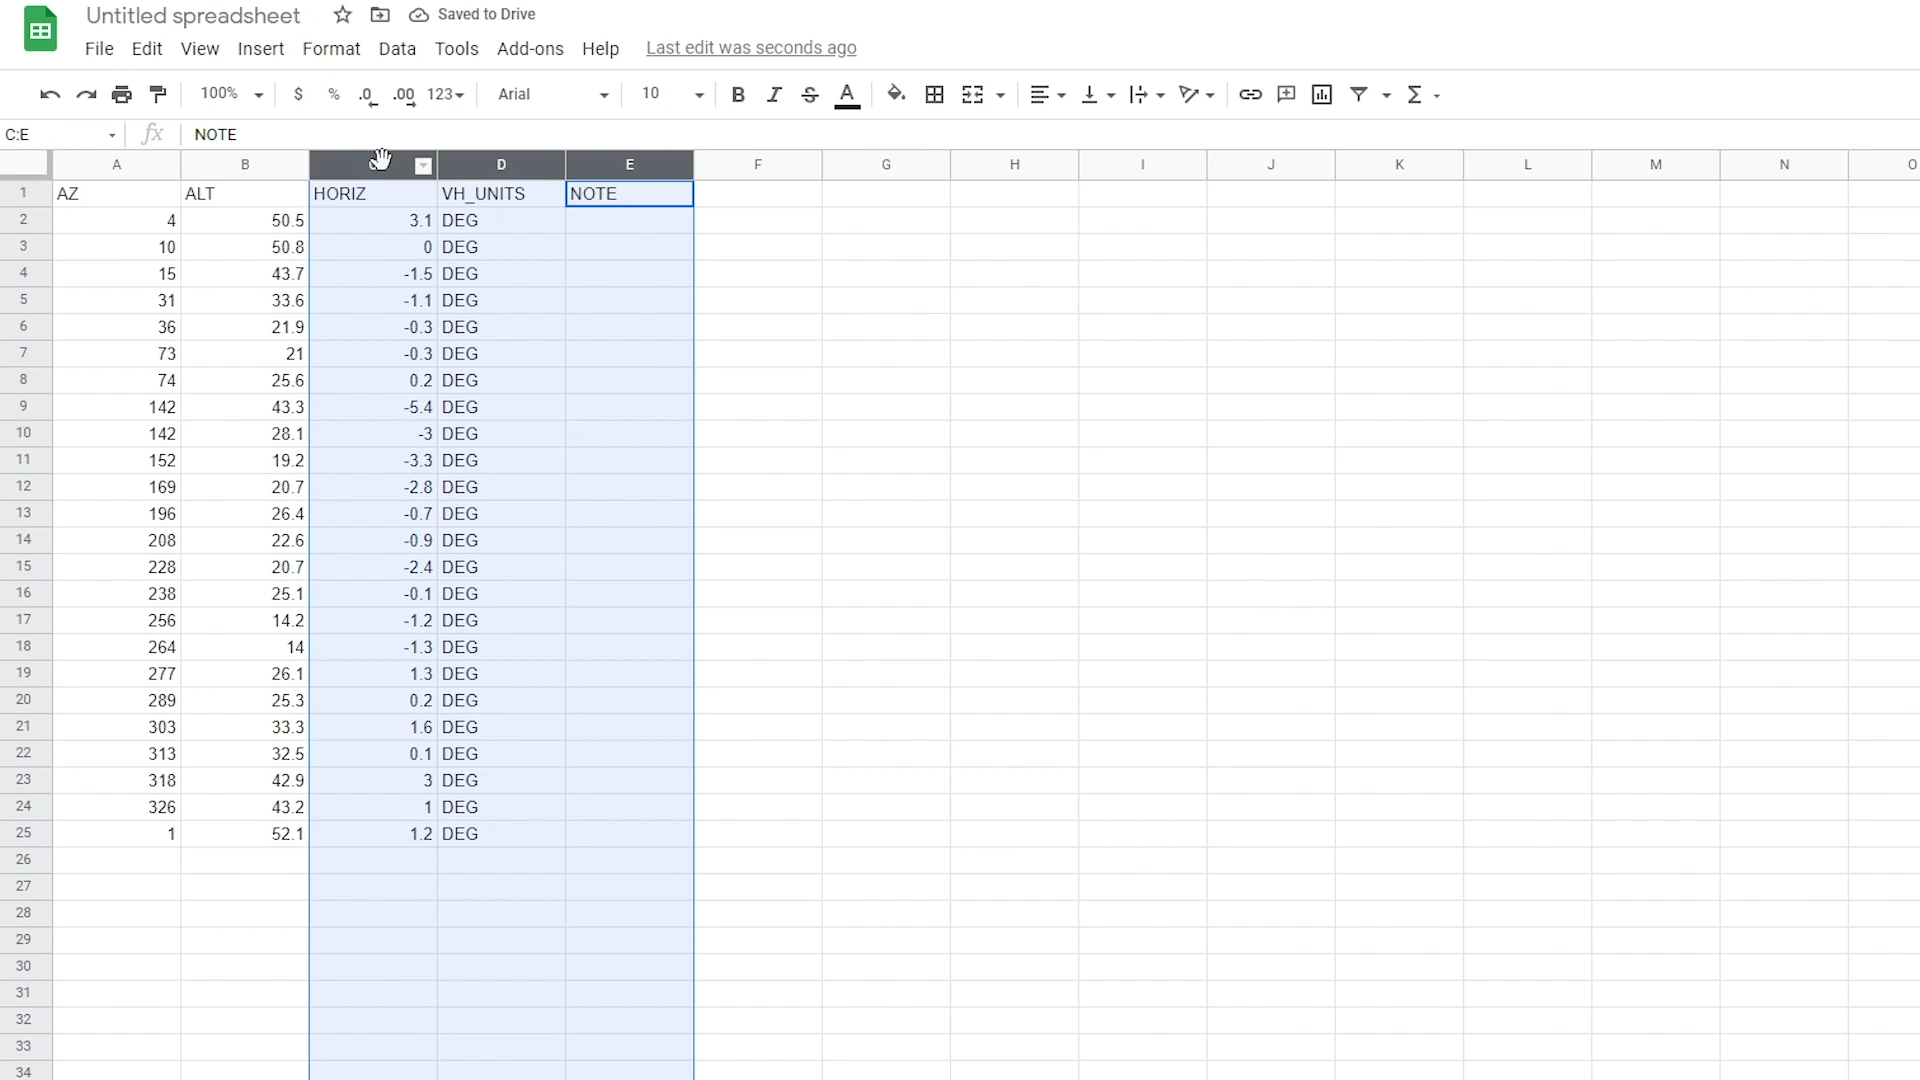 Untitled spreadsheet Saved to Drive
File Edit View Insert Format Data Tools Add-ons Help Last edit was seconds ago
100% $ % .0 .00 123 Arial 10 B I S A Σ
C:E fx NOTE
A B D E F G H I J K L M N O
1 AZ ALT HORIZ VH_UNITS NOTE
2 4 50.5 3.1 DEG
3 10 50.8 0 DEG
4 15 43.7 -1.5 DEG
5 31 33.6 -1.1 DEG
6 36 21.9 -0.3 DEG
7 73 21 -0.3 DEG
8 74 25.6 0.2 DEG
9 142 43.3 -5.4 DEG
10 142 28.1 -3 DEG
11 152 19.2 -3.3 DEG
12 169 20.7 -2.8 DEG
13 196 26.4 -0.7 DEG
14 208 22.6 -0.9 DEG
15 228 20.7 -2.4 DEG
16 238 25.1 -0.1 DEG
17 256 14.2 -1.2 DEG
18 264 14 -1.3 DEG
19 277 26.1 1.3 DEG
20 289 25.3 0.2 DEG
21 303 33.3 1.6 DEG
22 313 32.5 0.1 DEG
23 318 42.9 3 DEG
24 326 43.2 1 DEG
25 1 52.1 1.2 DEG
26
27
28
29
30
31
32
33
34